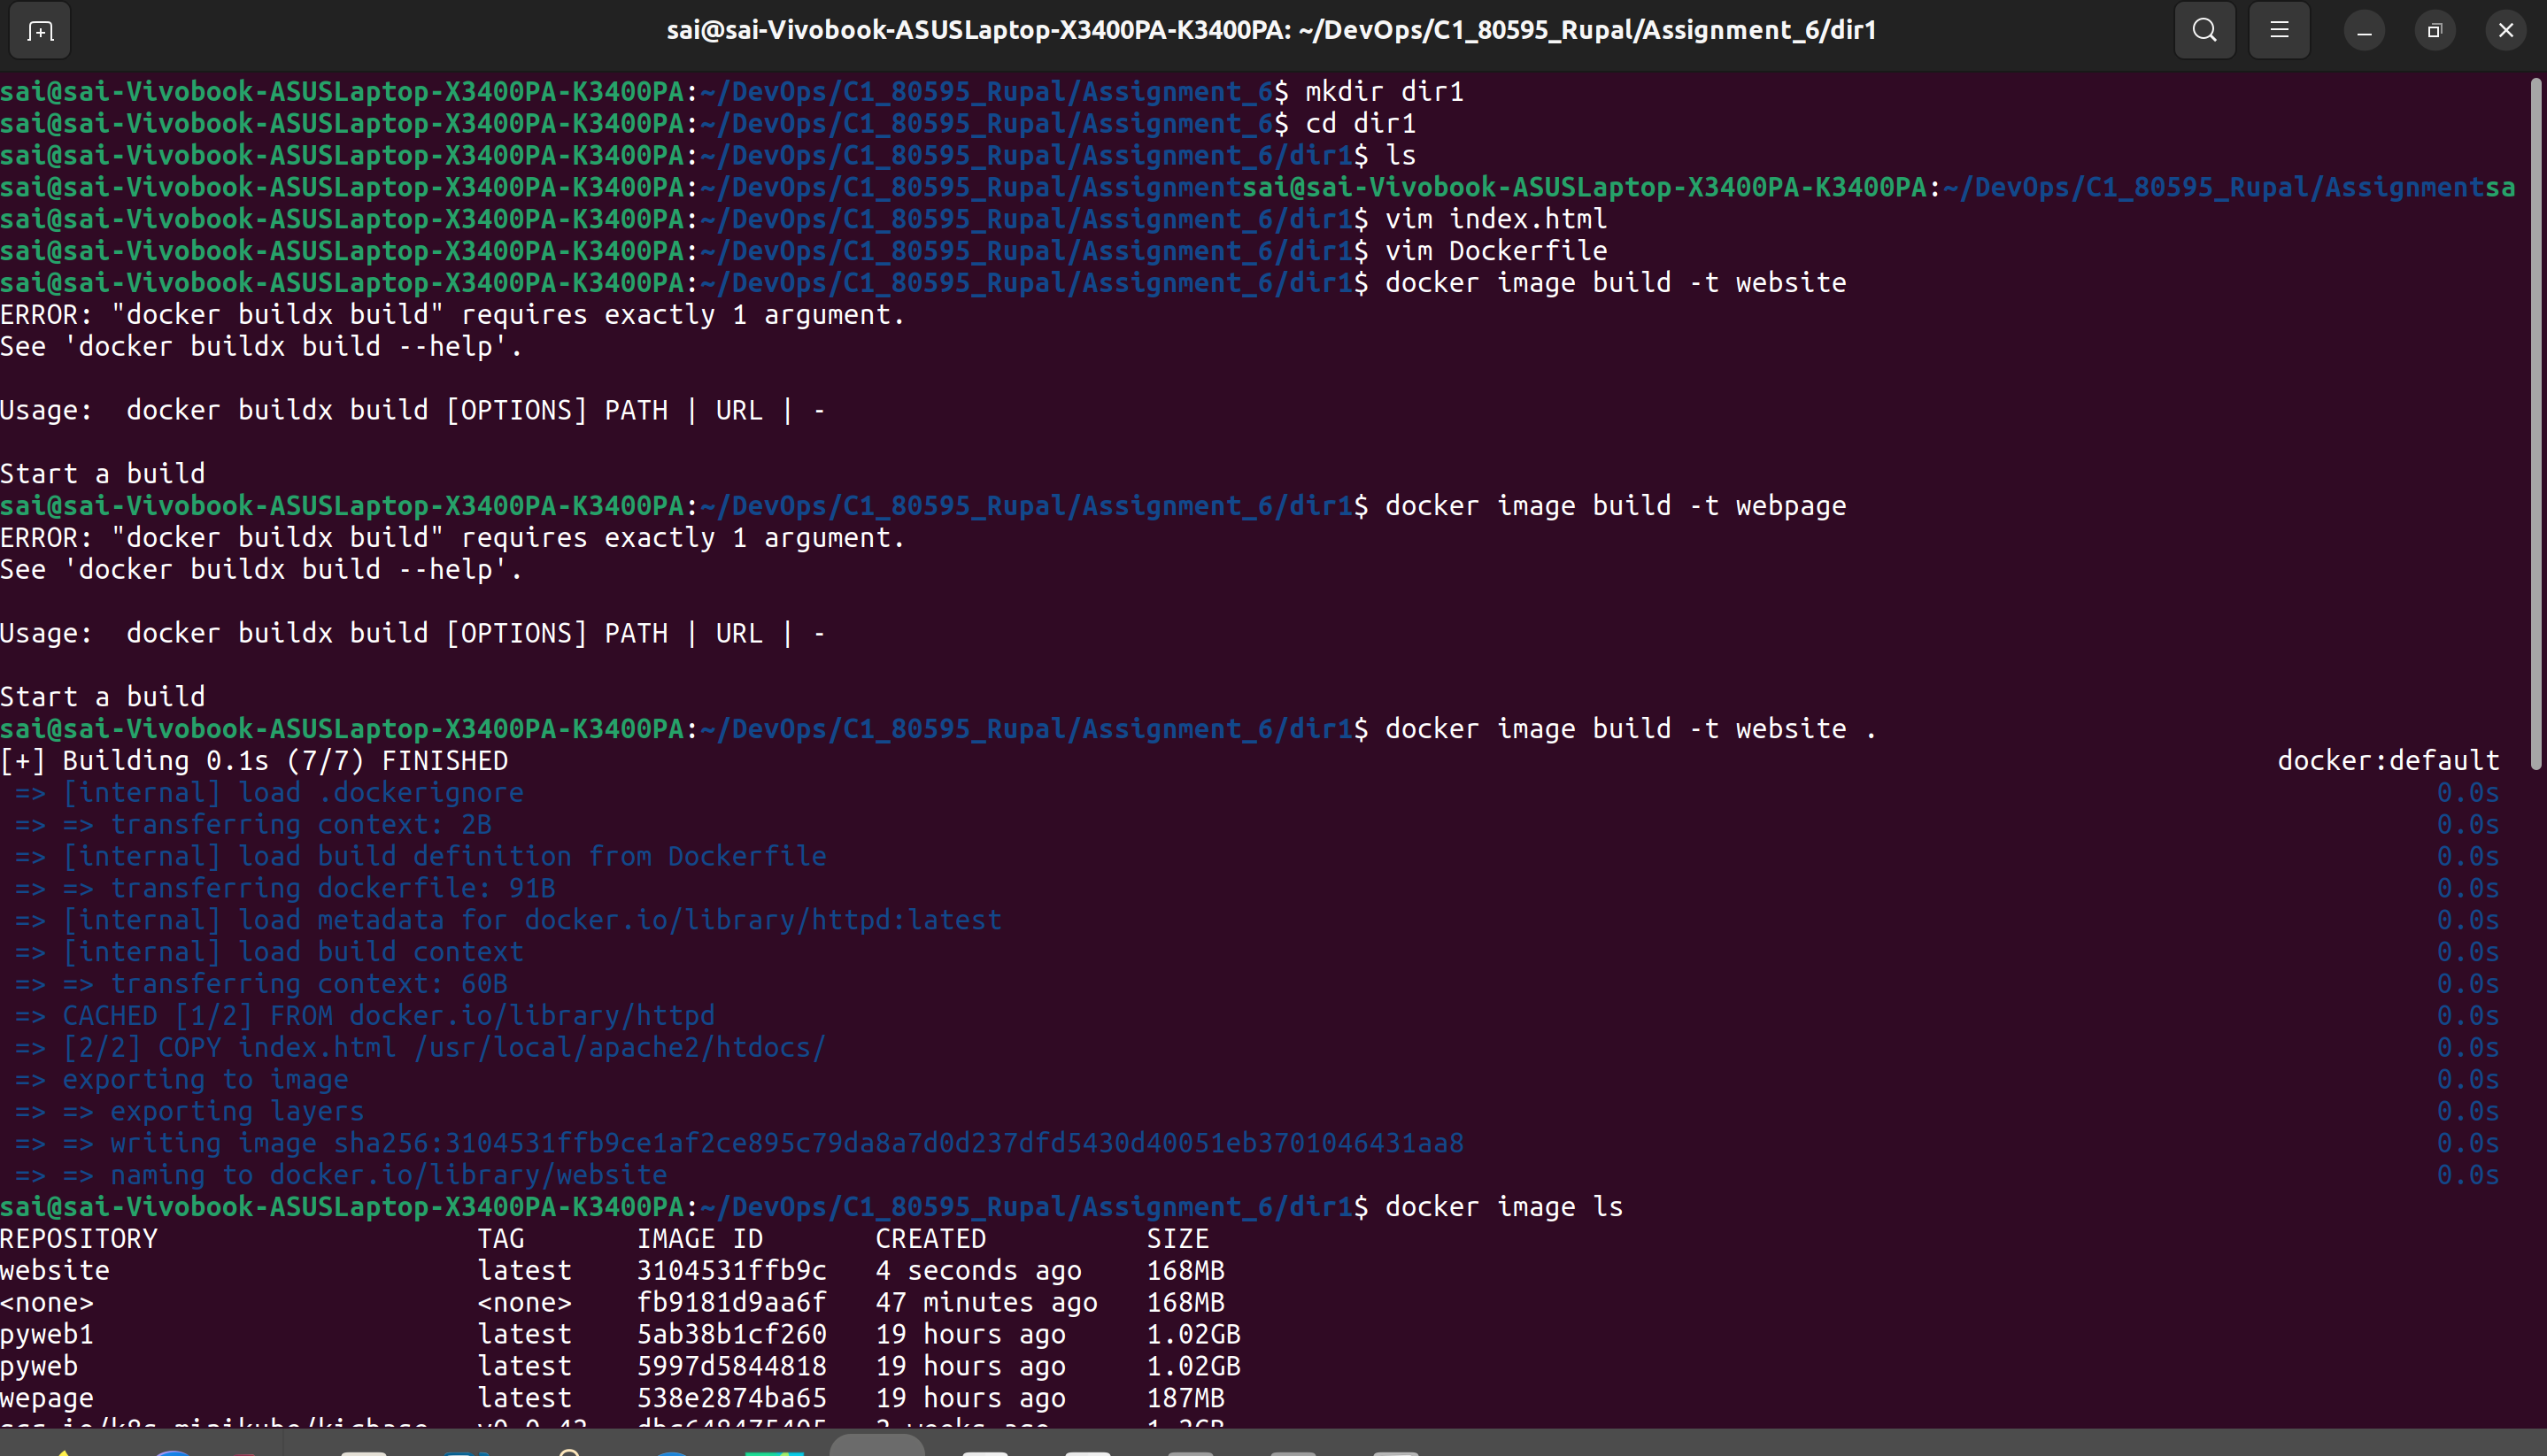 sai@sai-Vivobook-ASUSLaptop-X3400PA-K3400PA: ~/DevOps/C1_80595_Rupal/Assignment_6/dir1
sai@sai-Vivobook-ASUSLaptop-X3400PA-K3400PA:~/DevOps/C1_80595_Rupal/Assignment_6$ mkdir dir1
sai@sai-Vivobook-ASUSLaptop-X3400PA-K3400PA:~/DevOps/C1_80595_Rupal/Assignment_6$ cd dir1
sai@sai-Vivobook-ASUSLaptop-X3400PA-K3400PA:~/DevOps/C1_80595_Rupal/Assignment_6/dir1$ ls
sai@sai-Vivobook-ASUSLaptop-X3400PA-K3400PA:~/DevOps/C1_80595_Rupal/Assignmentsai@sai-Vivobook-ASUSLaptop-X3400PA-K3400PA:~/DevOps/C1_80595_Rupal/Assignmentsa
sai@sai-Vivobook-ASUSLaptop-X3400PA-K3400PA:~/DevOps/C1_80595_Rupal/Assignment_6/dir1$ vim index.html
sai@sai-Vivobook-ASUSLaptop-X3400PA-K3400PA:~/DevOps/C1_80595_Rupal/Assignment_6/dir1$ vim Dockerfile
sai@sai-Vivobook-ASUSLaptop-X3400PA-K3400PA:~/DevOps/C1_80595_Rupal/Assignment_6/dir1$ docker image build -t website
ERROR: "docker buildx build" requires exactly 1 argument.
See 'docker buildx build --help'.
Usage:  docker buildx build [OPTIONS] PATH | URL | -
Start a build
sai@sai-Vivobook-ASUSLaptop-X3400PA-K3400PA:~/DevOps/C1_80595_Rupal/Assignment_6/dir1$ docker image build -t webpage
ERROR: "docker buildx build" requires exactly 1 argument.
See 'docker buildx build --help'.
Usage:  docker buildx build [OPTIONS] PATH | URL | -
Start a build
sai@sai-Vivobook-ASUSLaptop-X3400PA-K3400PA:~/DevOps/C1_80595_Rupal/Assignment_6/dir1$ docker image build -t website .
[+] Building 0.1s (7/7) FINISHED docker:default
=> [internal] load .dockerignore 0.0s
=> => transferring context: 2B 0.0s
=> [internal] load build definition from Dockerfile 0.0s
=> => transferring dockerfile: 91B 0.0s
=> [internal] load metadata for docker.io/library/httpd:latest 0.0s
=> [internal] load build context 0.0s
=> => transferring context: 60B 0.0s
=> CACHED [1/2] FROM docker.io/library/httpd 0.0s
=> [2/2] COPY index.html /usr/local/apache2/htdocs/ 0.0s
=> exporting to image 0.0s
=> => exporting layers 0.0s
=> => writing image sha256:3104531ffb9ce1af2ce895c79da8a7d0d237dfd5430d40051eb3701046431aa8 0.0s
=> => naming to docker.io/library/website 0.0s
sai@sai-Vivobook-ASUSLaptop-X3400PA-K3400PA:~/DevOps/C1_80595_Rupal/Assignment_6/dir1$ docker image ls
REPOSITORY TAG IMAGE ID CREATED SIZE
website latest 3104531ffb9c 4 seconds ago 168MB
<none> <none> fb9181d9aa6f 47 minutes ago 168MB
pyweb1 latest 5ab38b1cf260 19 hours ago 1.02GB
pyweb latest 5997d5844818 19 hours ago 1.02GB
wepage latest 538e2874ba65 19 hours ago 187MB